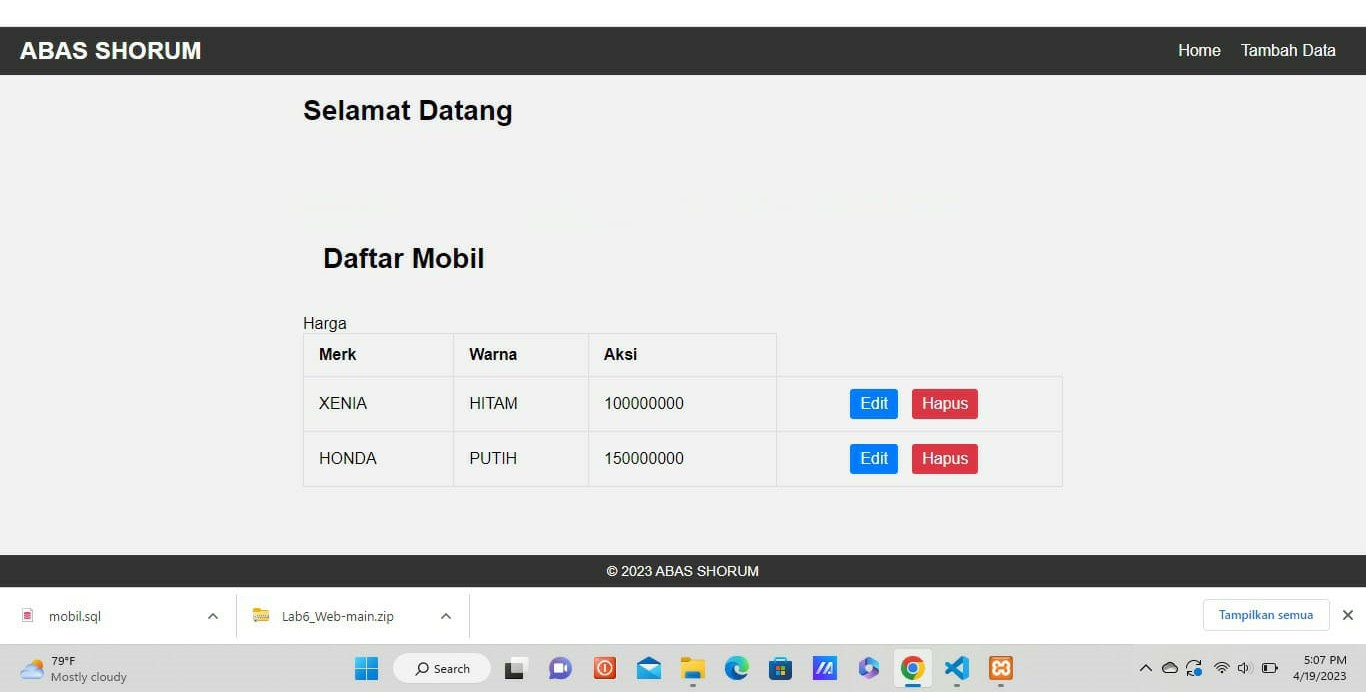 ABAS SHORUM
Home Tambah Data
Selamat Datang
Daftar Mobil
Harga
Merk Warna Aksi
XENIA HITAM 100000000 Edit Hapus
HONDA PUTIH 150000000 Edit Hapus
© 2023 ABAS SHORUM
mobil.sql Lab6_Web-main.zip Tampilkan semua
79°F
Mostly cloudy
Search
5:07 PM
4/19/2023